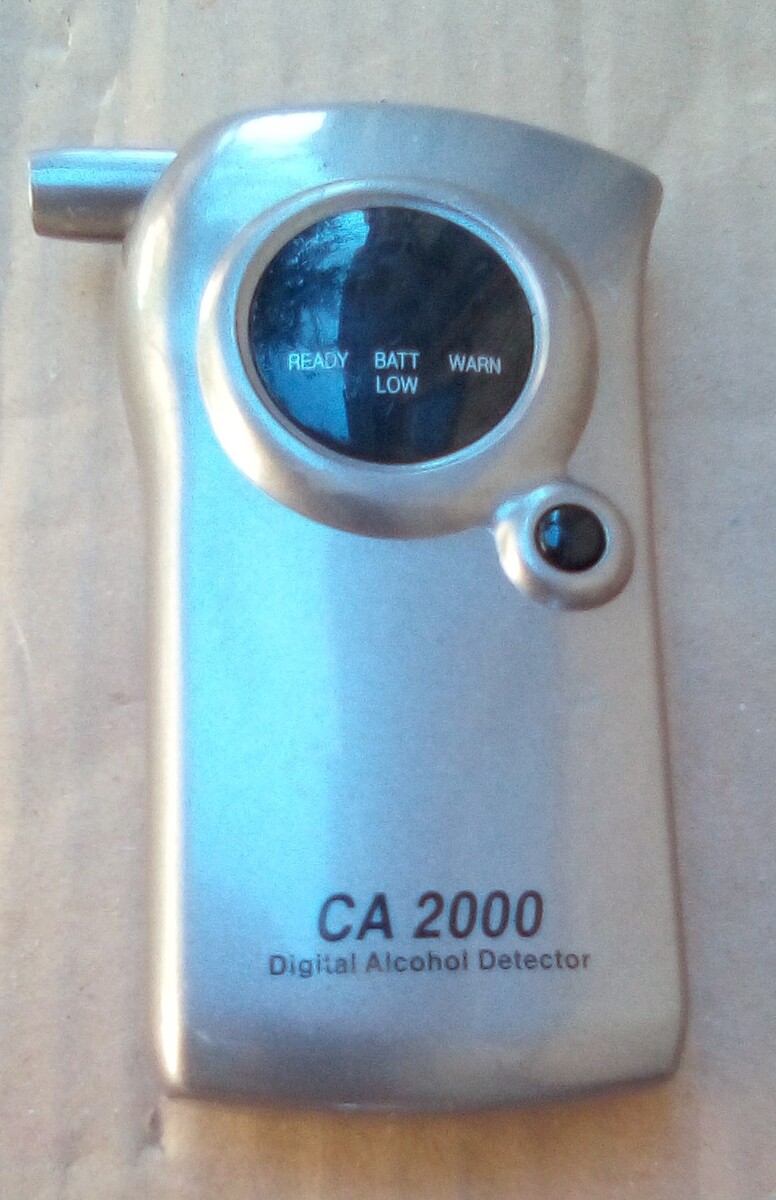 READY BATT WARN
LOW
CA 2000
Digital Alcohol Detector